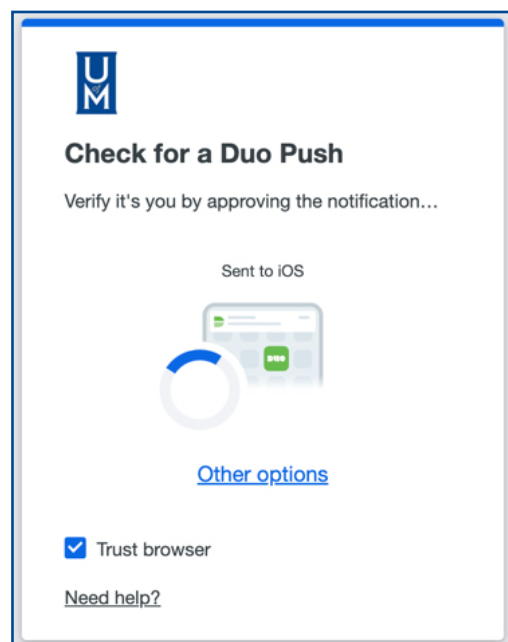 U
of
M
Check for a Duo Push
Verify it's you by approving the notification...
Sent to iOS
DUO
Other options
Trust browser
Need help?